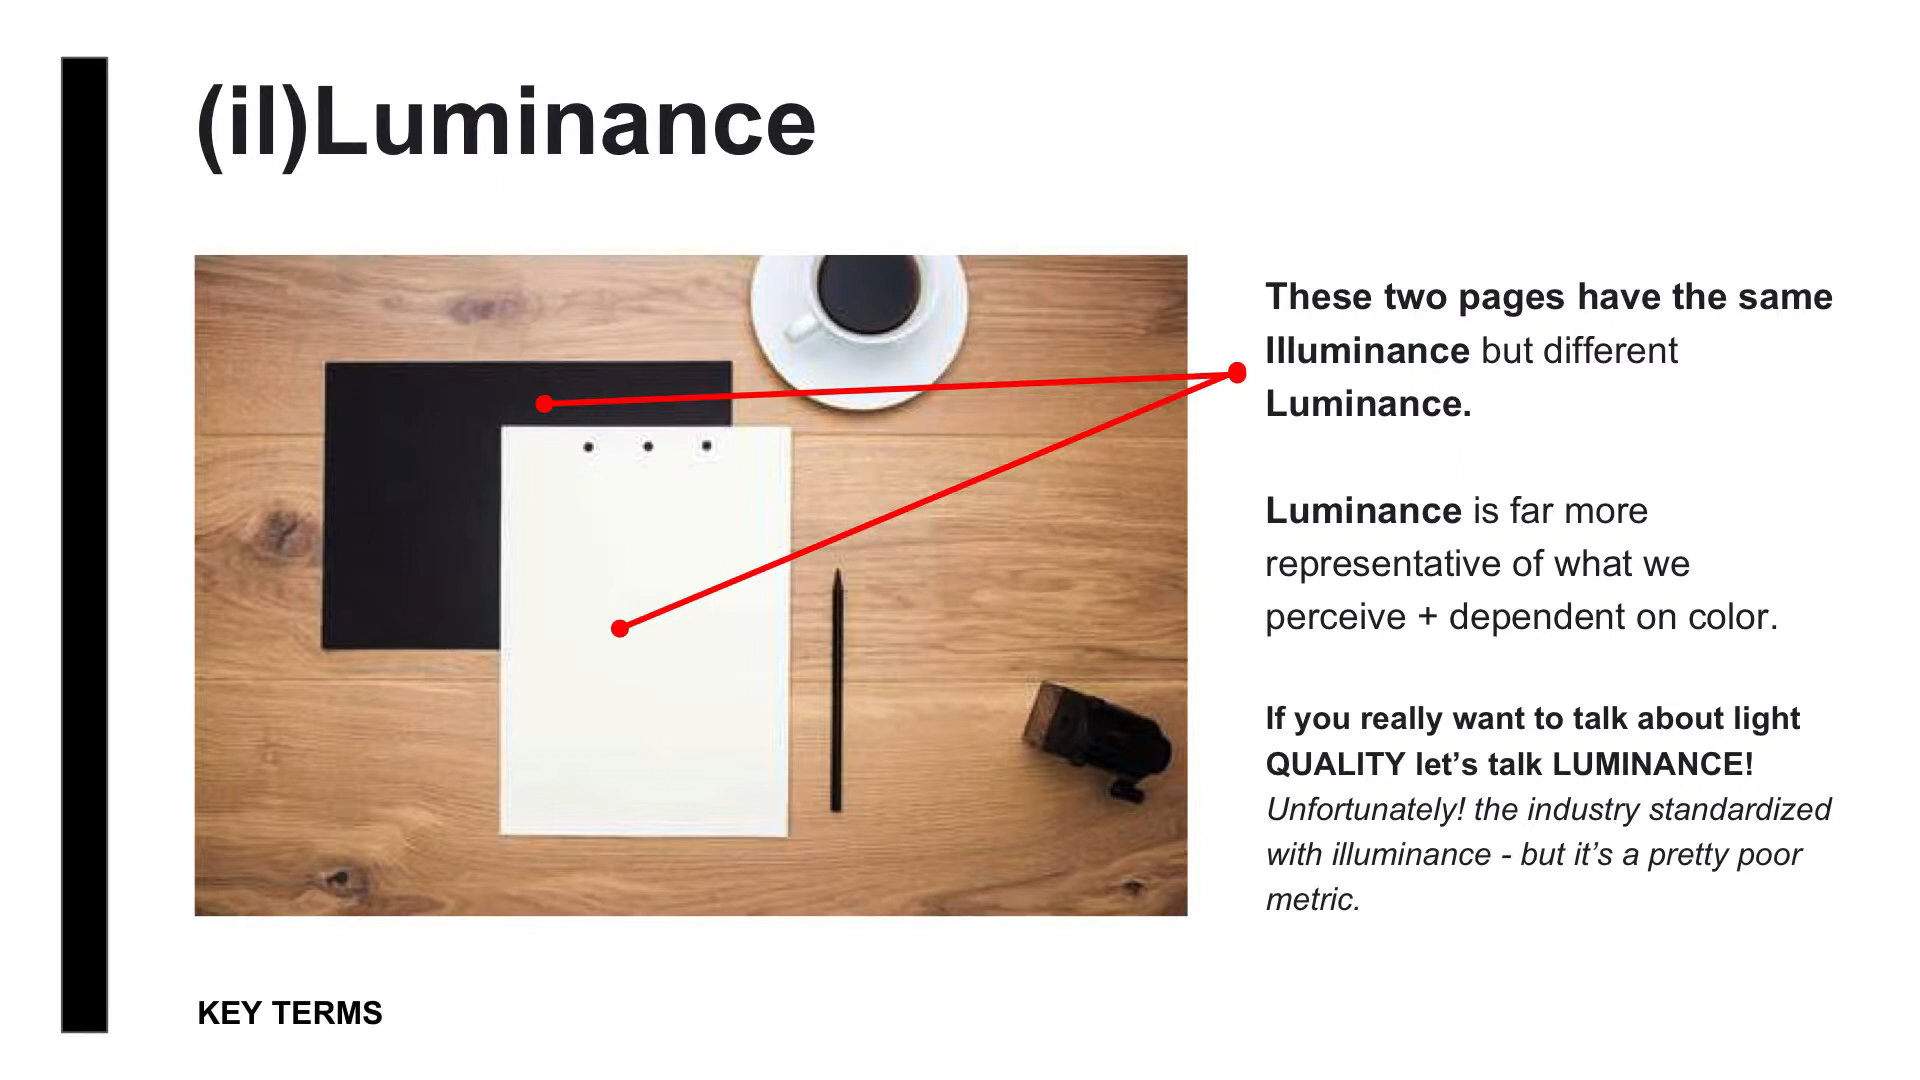 (il)Luminance
These two pages have the same
Illuminance but different
Luminance.
Luminance is far more
representative of what we
perceive + dependent on color.
If you really want to talk about light
QUALITY let’s talk LUMINANCE!
Unfortunately! the industry standardized
with illuminance - but it’s a pretty poor
metric.
KEY TERMS